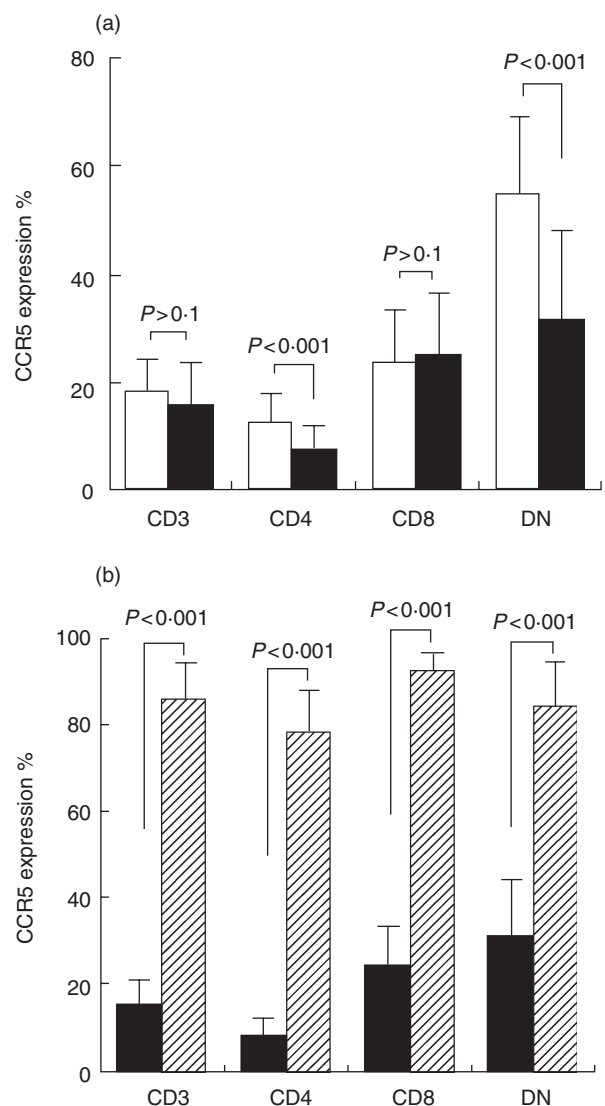 (a)
80
60
40
20
0
CCR5 expression %
P>0·1
P<0·001
P>0·1
P<0·001
CD3 CD4 CD8 DN
(b)
100
80
60
40
20
0
CCR5 expression %
P<0·001
P<0·001
P<0·001
P<0·001
CD3 CD4 CD8 DN